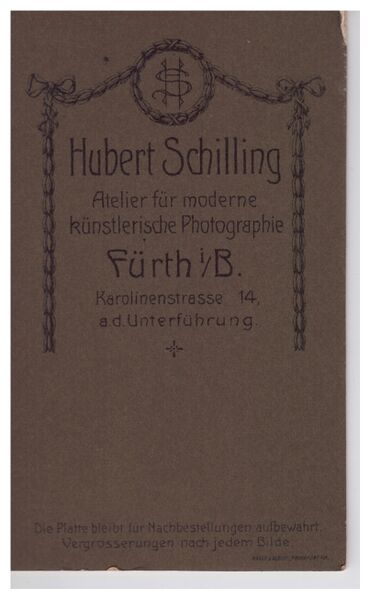 HS
Hubert Schilling
Atelier für moderne
künstlerische Photographie
Fürth i/B.
Karolinenstrasse 14,
a.d. Unterführung.
Die Platte bleibt für Nachbestellungen aufbewahrt.
Vergrösserungen nach jedem Bilde.